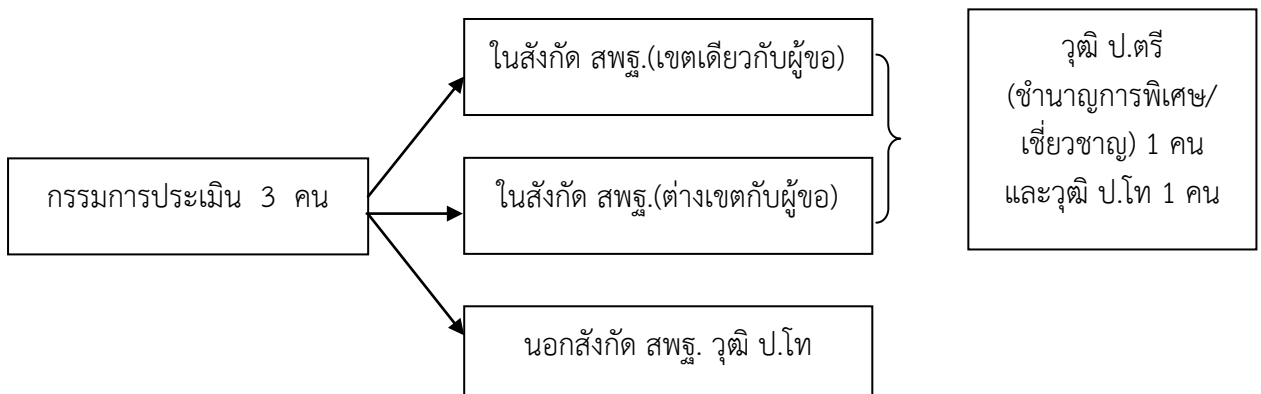 กรรมการประเมิน 3 คน
ในสังกัด สพฐ.(เขตเดียวกับผู้ขอ)
ในสังกัด สพฐ.(ต่างเขตกับผู้ขอ)
นอกสังกัด สพฐ. วุฒิ ป.โท
วุฒิ ป.ตรี
(ชำนาญการพิเศษ/
เชี่ยวชาญ) 1 คน
และวุฒิ ป.โท 1 คน